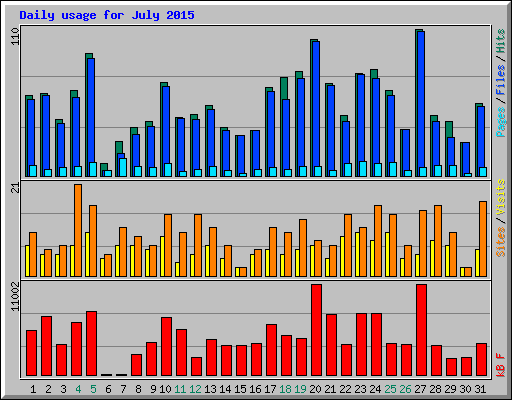 Daily usage for July 2015
110
Pages / Files / Hits
21
Sites / Visits
11002
kB F
1 2 3 4 5 6 7 8 9 10 11 12 13 14 15 16 17 18 19 20 21 22 23 24 25 26 27 28 29 30 31